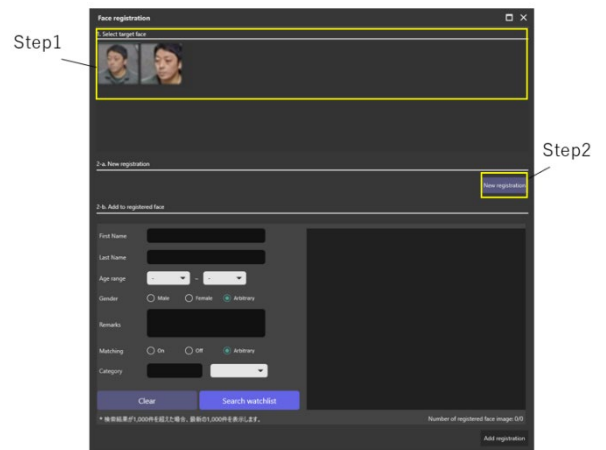 Face registration
Step1
1. Select target face
Step2
2-a. New registration
New registration
2-b. Add to registered face
First Name
Last Name
Age range - - -
Gender Male Female Arbitrary
Remarks
Matching On Off Arbitrary
Category
Clear Search watchlist
* 検索結果が1,000件を超えた場合、最新の1,000件を表示します。 Number of registered face image: 0/0
Add registration